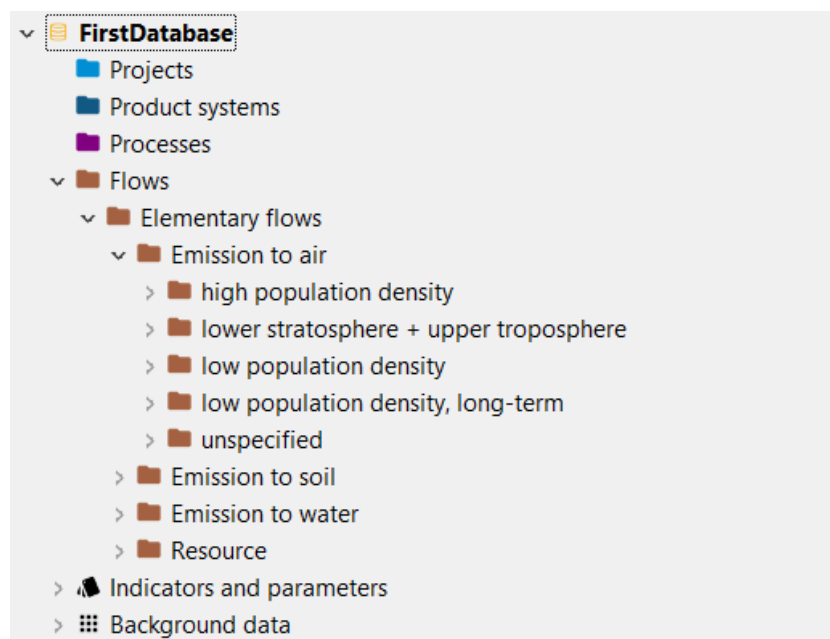 FirstDatabase
Projects
Product systems
Processes
Flows
Elementary flows
Emission to air
high population density
lower stratosphere + upper troposphere
low population density
low population density, long-term
unspecified
Emission to soil
Emission to water
Resource
Indicators and parameters
Background data